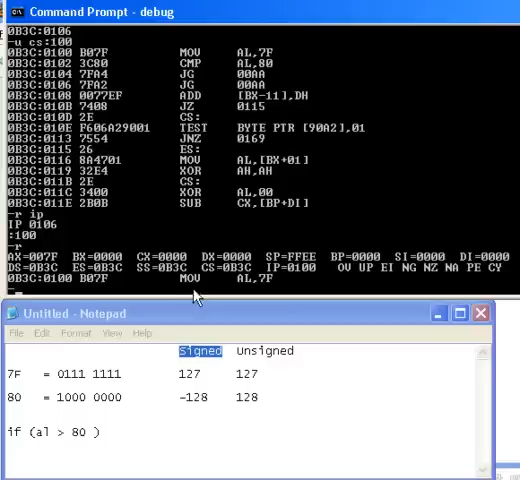 Command Prompt - debug
0B3C:0106
-u cs:100
0B3C:0100 B07F MOV AL,7F
0B3C:0102 3C80 CMP AL,80
0B3C:0104 7FA4 JG 00AA
0B3C:0106 7FA2 JG 00AA
0B3C:0108 0077EF ADD [BX-11],DH
0B3C:010B 7408 JZ 0115
0B3C:010D 2E CS:
0B3C:010E F606A29001 TEST BYTE PTR [90A2],01
0B3C:0113 7554 JNZ 0169
0B3C:0115 26 ES:
0B3C:0116 8A4701 MOV AL,[BX+01]
0B3C:0119 32E4 XOR AH,AH
0B3C:011B 2E CS:
0B3C:011C 3400 XOR AL,00
0B3C:011E 2B0B SUB CX,[BP+DI]
-r ip
IP 0106
:100
-r
AX=007F BX=0000 CX=0000 DX=0000 SP=FFEE BP=0000 SI=0000 DI=0000
DS=0B3C ES=0B3C SS=0B3C CS=0B3C IP=0100 OV UP EI NG NZ NA PE CY
0B3C:0100 B07F MOV AL,7F
-
Untitled - Notepad
File Edit Format View Help
Signed Unsigned
7F = 0111 1111 127 127
80 = 1000 0000 -128 128
if (al > 80 )